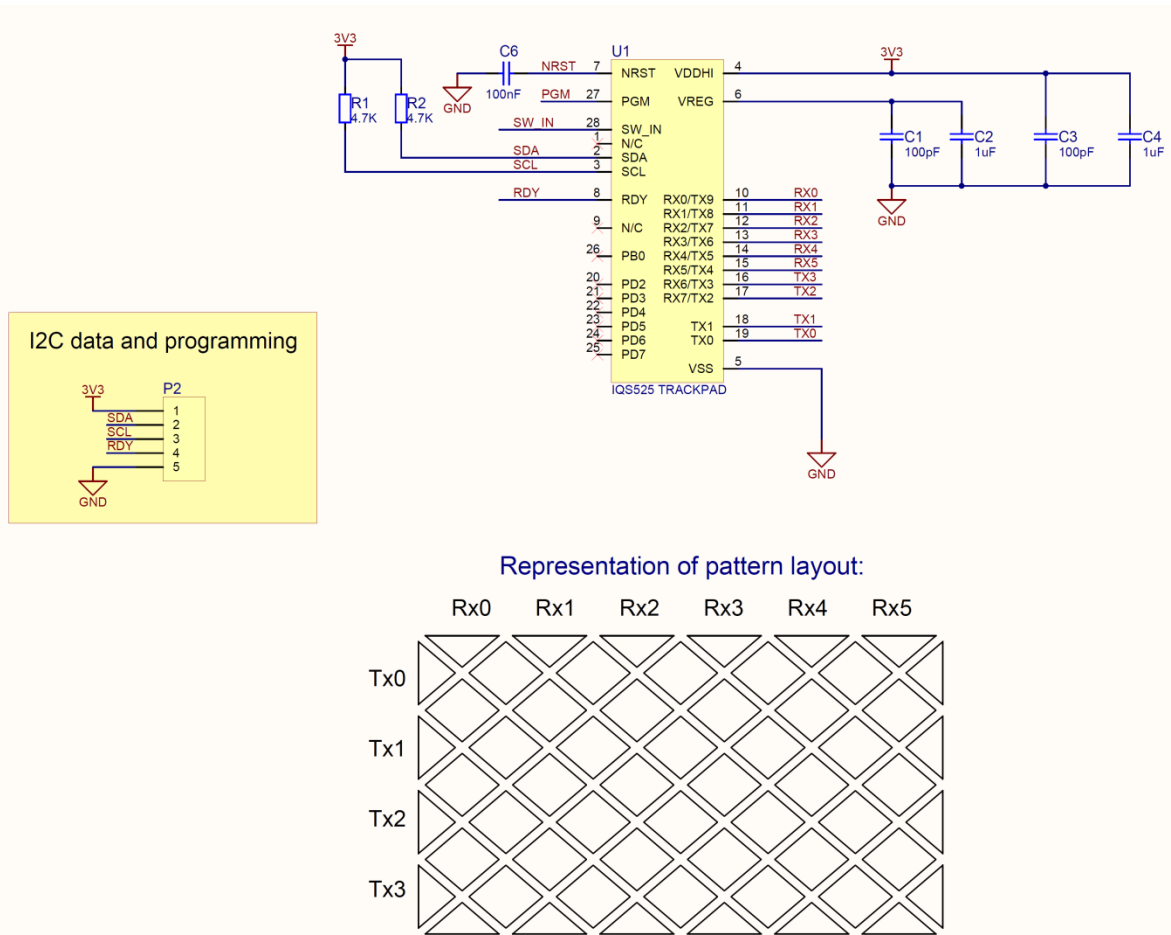 3V3
R1
4.7K
R2
4.7K
C6
100nF
GND
NRST
PGM
SW_IN
SDA
SCL
RDY
U1
7 NRST VDDHI 4
27 PGM VREG 6
28 SW_IN
1 N/C
2 SDA
3 SCL
8 RDY RX0/TX9 10 RX0
RX1/TX8 11 RX1
9 N/C RX2/TX7 12 RX2
RX3/TX6 13 RX3
26 PB0 RX4/TX5 14 RX4
RX5/TX4 15 RX5
20 PD2 RX6/TX3 16 TX3
21 PD3 RX7/TX2 17 TX2
22 PD4
23 PD5 TX1 18 TX1
24 PD6 TX0 19 TX0
25 PD7
VSS 5
IQS525 TRACKPAD
GND
3V3
C1
100pF
C2
1uF
C3
100pF
C4
1uF
GND
I2C data and programming
3V3
P2
1
SDA 2
SCL 3
RDY 4
5
GND
Representation of pattern layout:
Rx0 Rx1 Rx2 Rx3 Rx4 Rx5
Tx0
Tx1
Tx2
Tx3